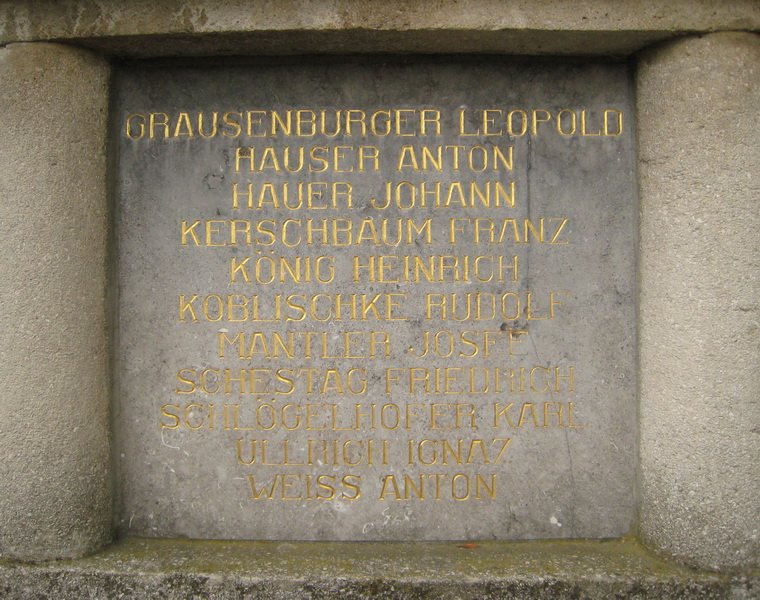 GRAUSENBURGER LEOPOLD
HAUSER ANTON
HAUER JOHANN
KERSCHBAUM FRANZ
KÖNIG HEINRICH
KOBLISCHKE RUDOLF
MANTLER JOSEF
SCHESTAG FRIEDRICH
SCHLÖGELHOFER KARL
ULLRICH IGNAZ
WEISS ANTON